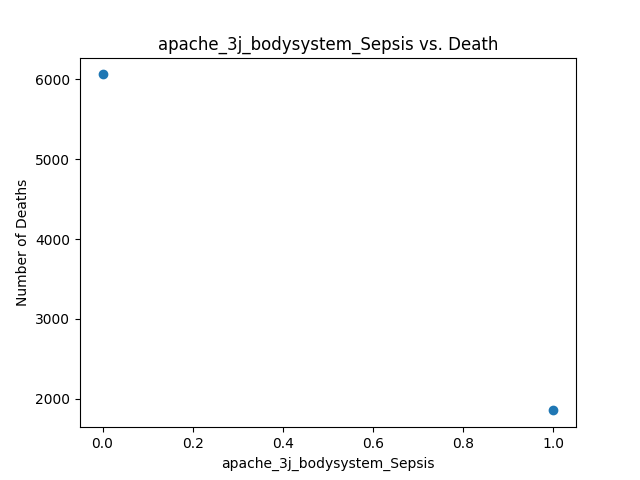 apache_3j_bodysystem_Sepsis vs. Death
Number of Deaths
6000
5000
4000
3000
2000
0.0 0.2 0.4 0.6 0.8 1.0
apache_3j_bodysystem_Sepsis